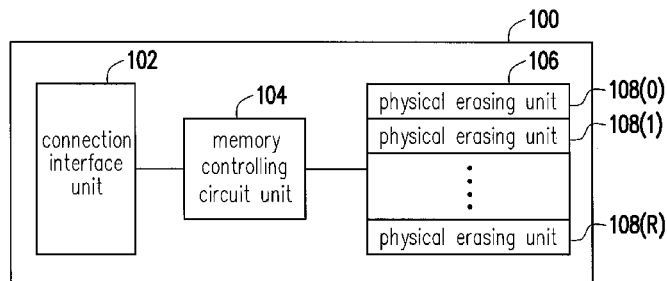 100
102
106
104
108(0)
physical erasing unit
108(1)
physical erasing unit
connection
interface
unit
memory
controlling
circuit unit
physical erasing unit
108(R)